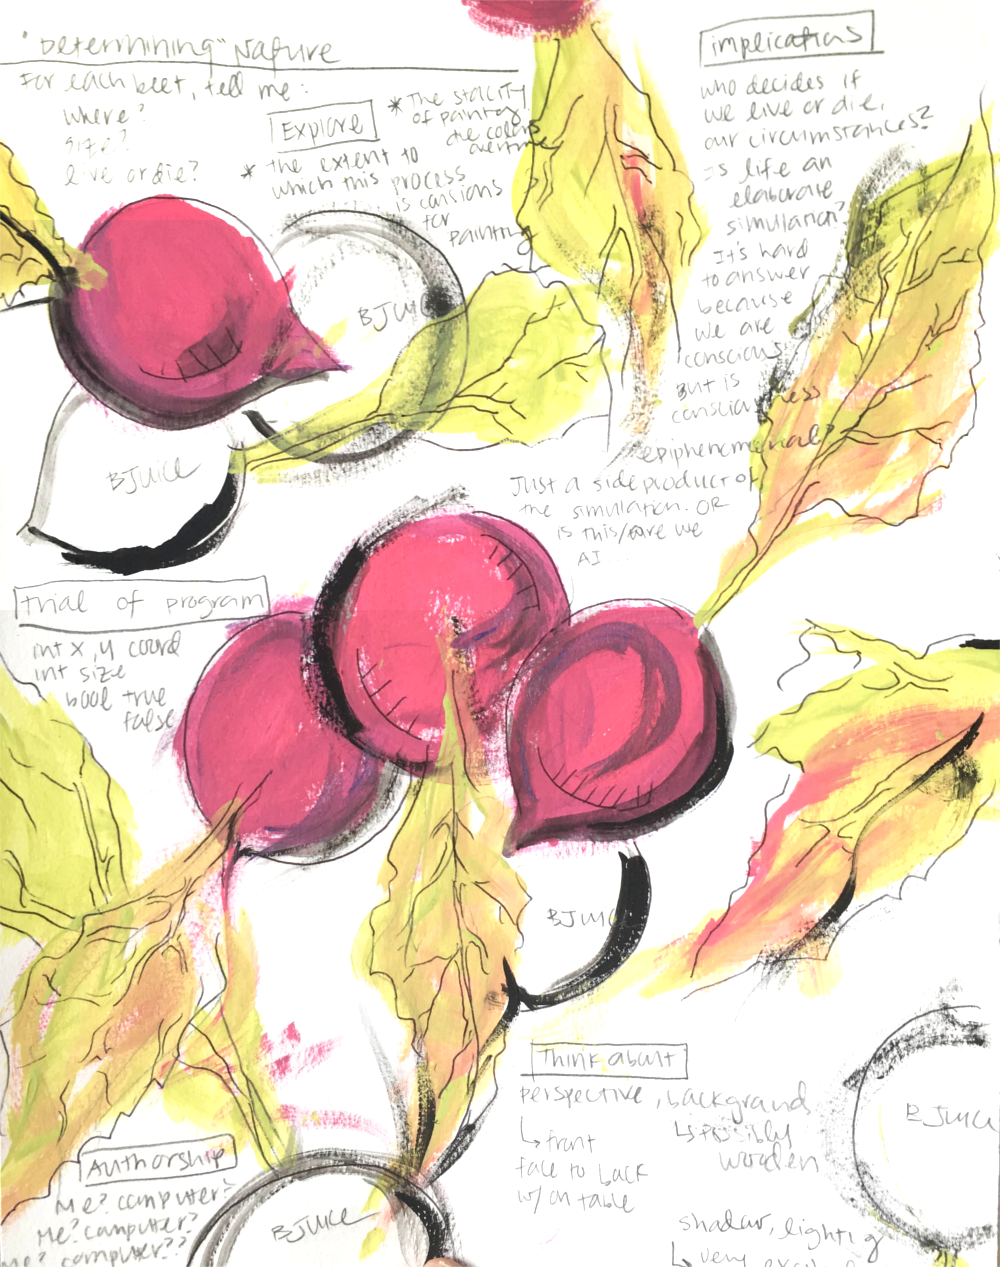 "Determining" Nature
For each beet, tell me:
where?
size?
live or die?
Explore
* the extent to
which this process
is
for
painting
* The staticity
of painting,
the colors
implications
who decides if
we live or die,
our circumstances?
Is life an
elaborate
simulation?
It's hard
to answer
because
we are
conscious
But is
consciousness
epiphenomenal?
Just a side product of
the simulation. OR
is this/are we
AI
BJui
BJUICE
trial of program
int x, y coord
int size
bool true
false
BJUIC
Think about
perspective, background
↳ front
face to back
w/ on table
↳ possibly
wooden
shadow, lighting
↳ very
BJUICE
Authorship
Me? computer?
Me? computer?
Me? computer??
BJUICE